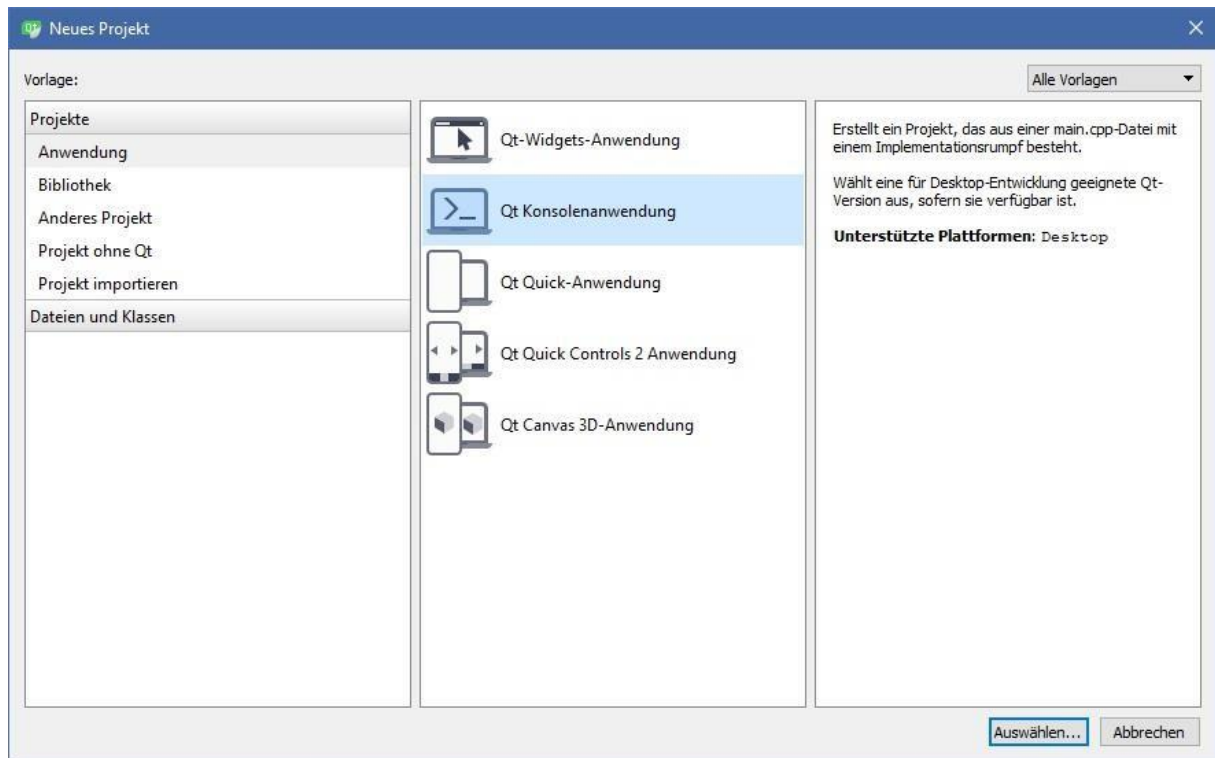 Neues Projekt
Vorlage:
Alle Vorlagen
Projekte
Anwendung
Bibliothek
Anderes Projekt
Projekt ohne Qt
Projekt importieren
Dateien und Klassen
Qt-Widgets-Anwendung
Qt Konsolenanwendung
Qt Quick-Anwendung
Qt Quick Controls 2 Anwendung
Qt Canvas 3D-Anwendung
Erstellt ein Projekt, das aus einer main.cpp-Datei mit
einem Implementationsrumpf besteht.
Wählt eine für Desktop-Entwicklung geeignete Qt-
Version aus, sofern sie verfügbar ist.
Unterstützte Plattformen: Desktop
Auswählen...
Abbrechen